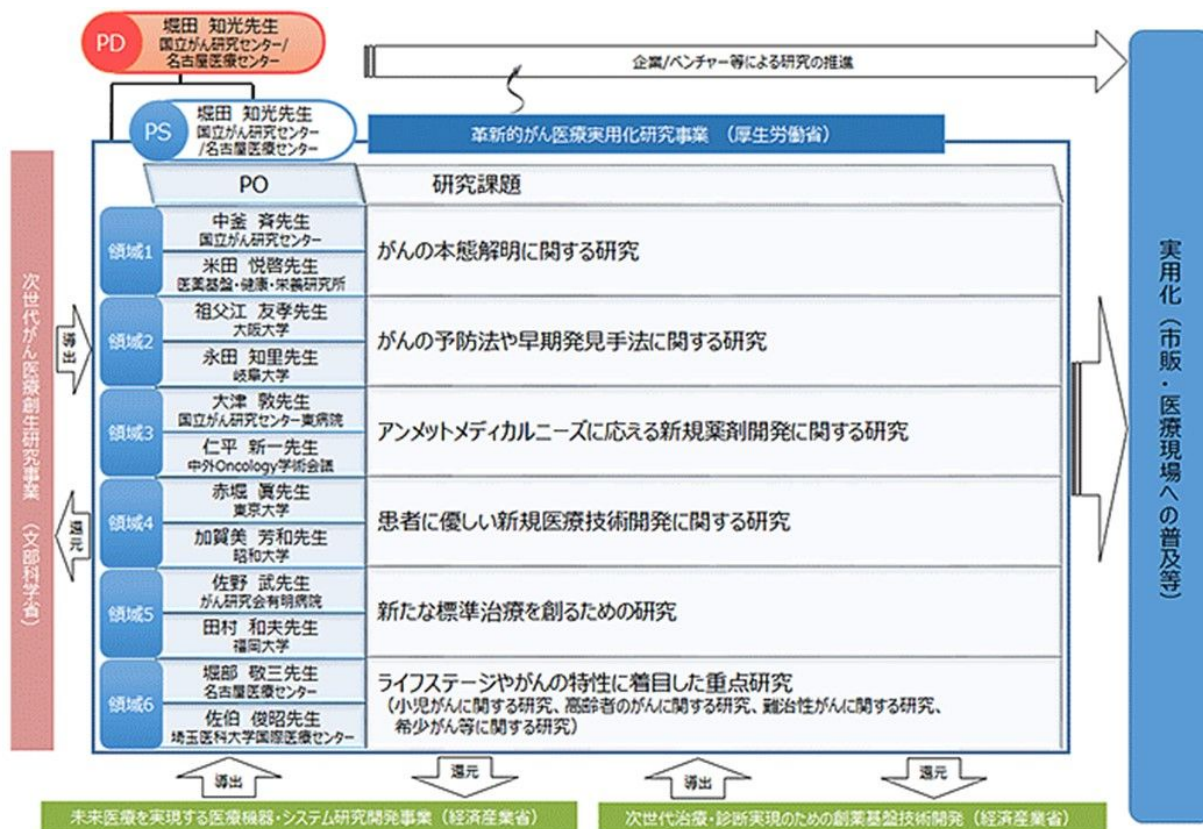 PD
堀田 知光先生
国立がん研究センター/
名古屋医療センター
企業/ベンチャー等による研究の推進
PS
堀田 知光先生
国立がん研究センター
/名古屋医療センター
革新的がん医療実用化研究事業 （厚生労働省）
PO
研究課題
領域1
中釜 斉先生
国立がん研究センター
米田 悦啓先生
医薬基盤・健康・栄養研究所
がんの本態解明に関する研究
領域2
祖父江 友孝先生
大阪大学
永田 知里先生
岐阜大学
がんの予防法や早期発見手法に関する研究
領域3
大津 敦先生
国立がん研究センター東病院
仁平 新一先生
中外Oncology学術会議
アンメットメディカルニーズに応える新規薬剤開発に関する研究
領域4
赤堀 眞先生
東京大学
加賀美 芳和先生
昭和大学
患者に優しい新規医療技術開発に関する研究
領域5
佐野 武先生
がん研究会有明病院
田村 和夫先生
福岡大学
新たな標準治療を創るための研究
領域6
堀部 敬三先生
名古屋医療センター
佐伯 俊昭先生
埼玉医科大学国際医療センター
ライフステージやがんの特性に着目した重点研究
（小児がんに関する研究、高齢者のがんに関する研究、難治性がんに関する研究、
希少がん等に関する研究）
次世代がん医療創生研究事業 （文部科学省）
導出
還元
実用化（市販・医療現場への普及等）
導出
還元
導出
還元
未来医療を実現する医療機器・システム研究開発事業（経済産業省）
次世代治療・診断実現のための創薬基盤技術開発（経済産業省）